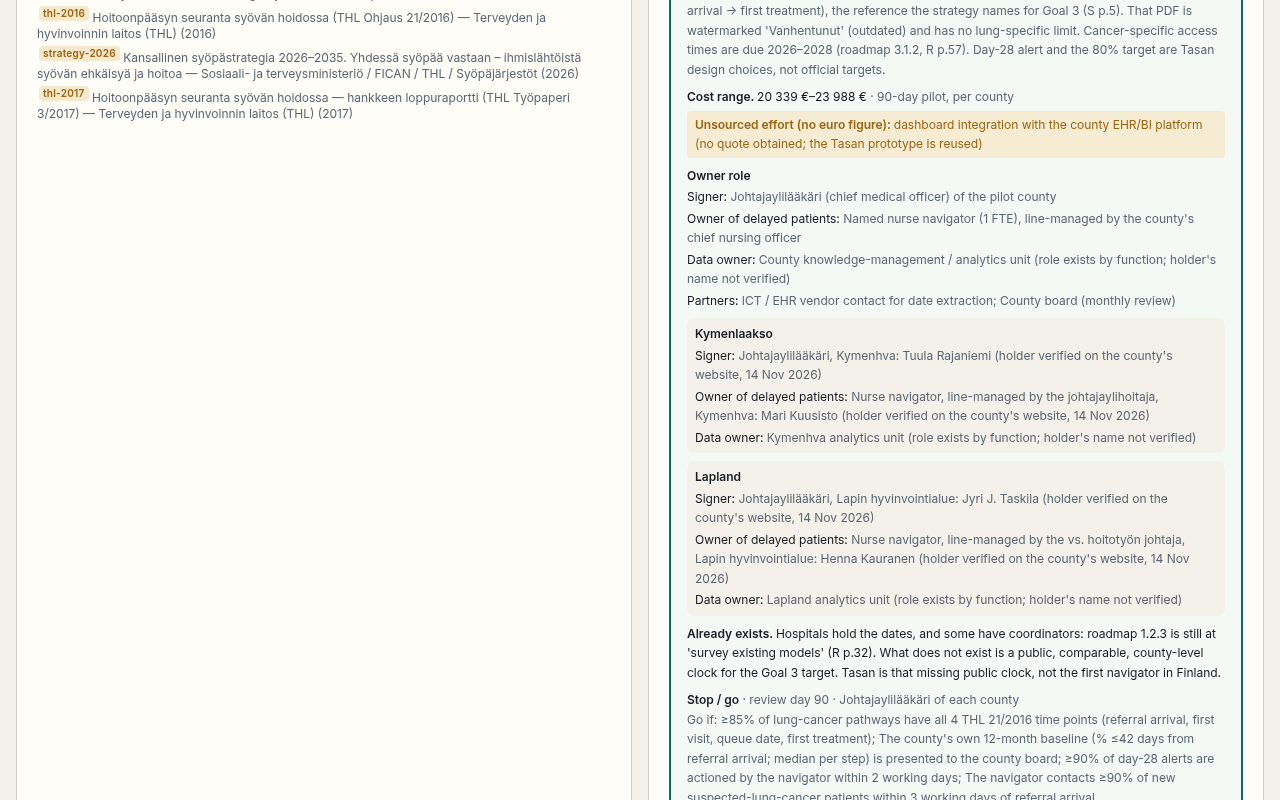 thl-2016 Hoitoonpääsyn seuranta syövän hoidossa (THL Ohjaus 21/2016) — Terveyden ja
hyvinvoinnin laitos (THL) (2016)
strategy-2026 Kansallinen syöpästrategia 2026–2035. Yhdessä syöpää vastaan – ihmislähtöistä
syövän ehkäisyä ja hoitoa — Sosiaali- ja terveysministeriö / FICAN / THL / Syöpäjärjestöt (2026)
thl-2017 Hoitoonpääsyn seuranta syövän hoidossa — hankkeen loppuraportti (THL Työpaperi
3/2017) — Terveyden ja hyvinvoinnin laitos (THL) (2017)
arrival → first treatment), the reference the strategy names for Goal 3 (S p.5). That PDF is
watermarked 'Vanhentunut' (outdated) and has no lung-specific limit. Cancer-specific access
times are due 2026–2028 (roadmap 3.1.2, R p.57). Day-28 alert and the 80% target are Tasan
design choices, not official targets.
Cost range. 20 339 €–23 988 € · 90-day pilot, per county
Unsourced effort (no euro figure): dashboard integration with the county EHR/BI platform
(no quote obtained; the Tasan prototype is reused)
Owner role
Signer: Johtajaylilääkäri (chief medical officer) of the pilot county
Owner of delayed patients: Named nurse navigator (1 FTE), line-managed by the county's
chief nursing officer
Data owner: County knowledge-management / analytics unit (role exists by function; holder's
name not verified)
Partners: ICT / EHR vendor contact for date extraction; County board (monthly review)
Kymenlaakso
Signer: Johtajaylilääkäri, Kymenhva: Tuula Rajaniemi (holder verified on the county's
website, 14 Nov 2026)
Owner of delayed patients: Nurse navigator, line-managed by the johtajaylihoitaja,
Kymenhva: Mari Kuusisto (holder verified on the county's website, 14 Nov 2026)
Data owner: Kymenhva analytics unit (role exists by function; holder's name not verified)
Lapland
Signer: Johtajaylilääkäri, Lapin hyvinvointialue: Jyri J. Taskila (holder verified on the
county's website, 14 Nov 2026)
Owner of delayed patients: Nurse navigator, line-managed by the vs. hoitotyön johtaja,
Lapin hyvinvointialue: Henna Kauranen (holder verified on the county's website, 14 Nov
2026)
Data owner: Lapland analytics unit (role exists by function; holder's name not verified)
Already exists. Hospitals hold the dates, and some have coordinators: roadmap 1.2.3 is still at
'survey existing models' (R p.32). What does not exist is a public, comparable, county-level
clock for the Goal 3 target. Tasan is that missing public clock, not the first navigator in Finland.
Stop / go · review day 90 · Johtajaylilääkäri of each county
Go if: ≥85% of lung-cancer pathways have all 4 THL 21/2016 time points (referral arrival, first
visit, queue date, first treatment); The county's own 12-month baseline (% ≤42 days from
referral arrival; median per step) is presented to the county board; ≥90% of day-28 alerts are
actioned by the navigator within 2 working days; The navigator contacts ≥90% of new
suspected-lung-cancer patients within 3 working days of referral arrival